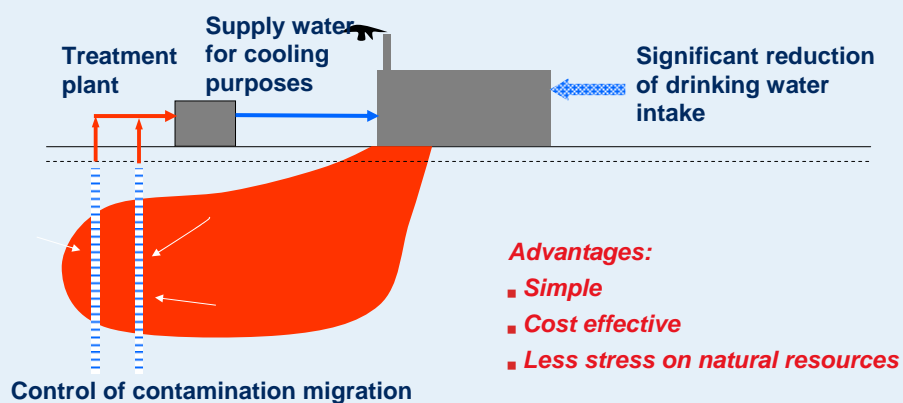 Supply water
for cooling
purposes
Treatment
plant
Significant reduction
of drinking water
intake
Advantages:
▪ Simple
▪ Cost effective
▪ Less stress on natural resources
Control of contamination migration